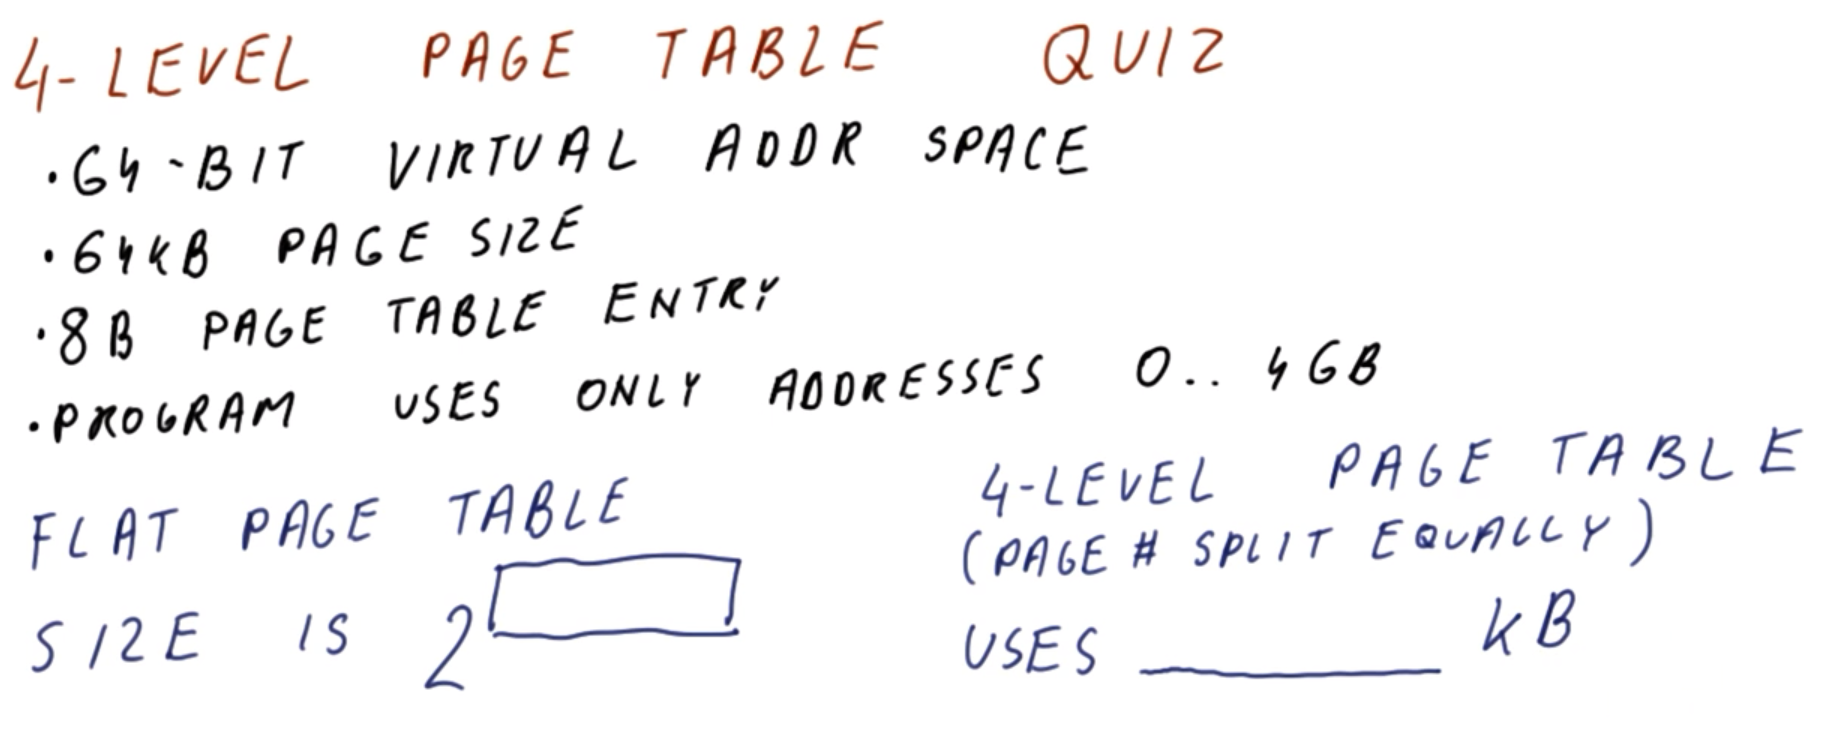 4-LEVEL PAGE TABLE QUIZ
·64-BIT VIRTUAL ADDR SPACE
·64KB PAGE SIZE
·8B PAGE TABLE ENTRY
·PROGRAM USES ONLY ADDRESSES 0..4GB
FLAT PAGE TABLE
SIZE IS 2
4-LEVEL PAGE TABLE
(PAGE # SPLIT EQUALLY)
USES ________ KB